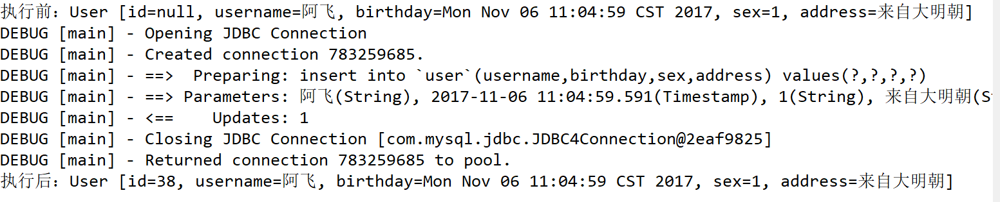 执行前：User [id=null, username=阿飞, birthday=Mon Nov 06 11:04:59 CST 2017, sex=1, address=来自大明朝]
DEBUG [main] - Opening JDBC Connection
DEBUG [main] - Created connection 783259685.
DEBUG [main] - ==>  Preparing: insert into `user`(username,birthday,sex,address) values(?,?,?,?)
DEBUG [main] - ==> Parameters: 阿飞(String), 2017-11-06 11:04:59.591(Timestamp), 1(String), 来自大明朝(S
DEBUG [main] - <==    Updates: 1
DEBUG [main] - Closing JDBC Connection [com.mysql.jdbc.JDBC4Connection@2eaf9825]
DEBUG [main] - Returned connection 783259685 to pool.
执行后：User [id=38, username=阿飞, birthday=Mon Nov 06 11:04:59 CST 2017, sex=1, address=来自大明朝]